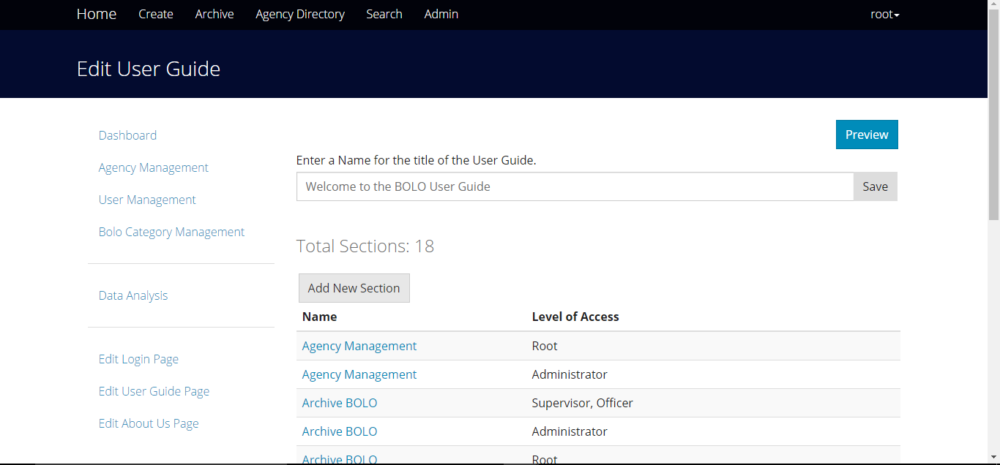 Home Create Archive Agency Directory Search Admin root
Edit User Guide
Dashboard
Agency Management
User Management
Bolo Category Management
Data Analysis
Edit Login Page
Edit User Guide Page
Edit About Us Page
Preview
Enter a Name for the title of the User Guide.
Welcome to the BOLO User Guide Save
Total Sections: 18
Add New Section
Name Level of Access
Agency Management Root
Agency Management Administrator
Archive BOLO Supervisor, Officer
Archive BOLO Administrator
Archive BOLO Root